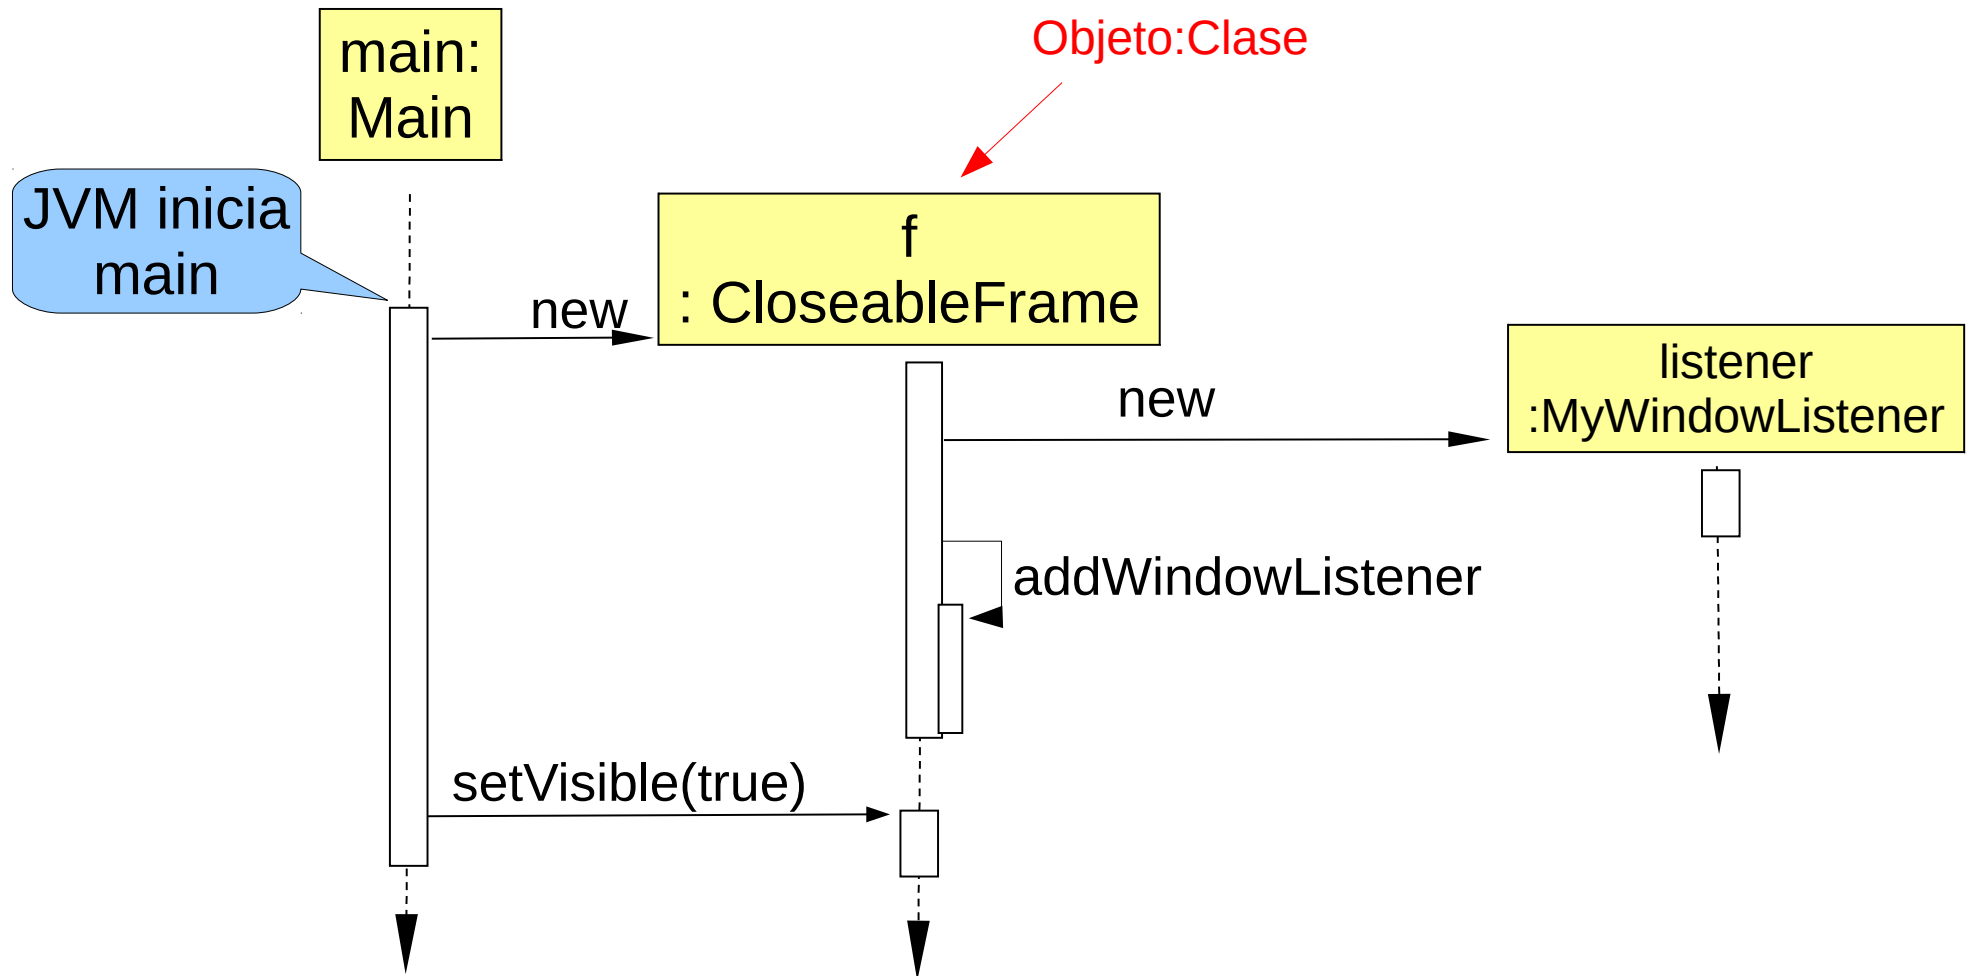 main:
Main
Objeto:Clase
JVM inicia
main
f
: CloseableFrame
new
listener
:MyWindowListener
new
addWindowListener
setVisible(true)